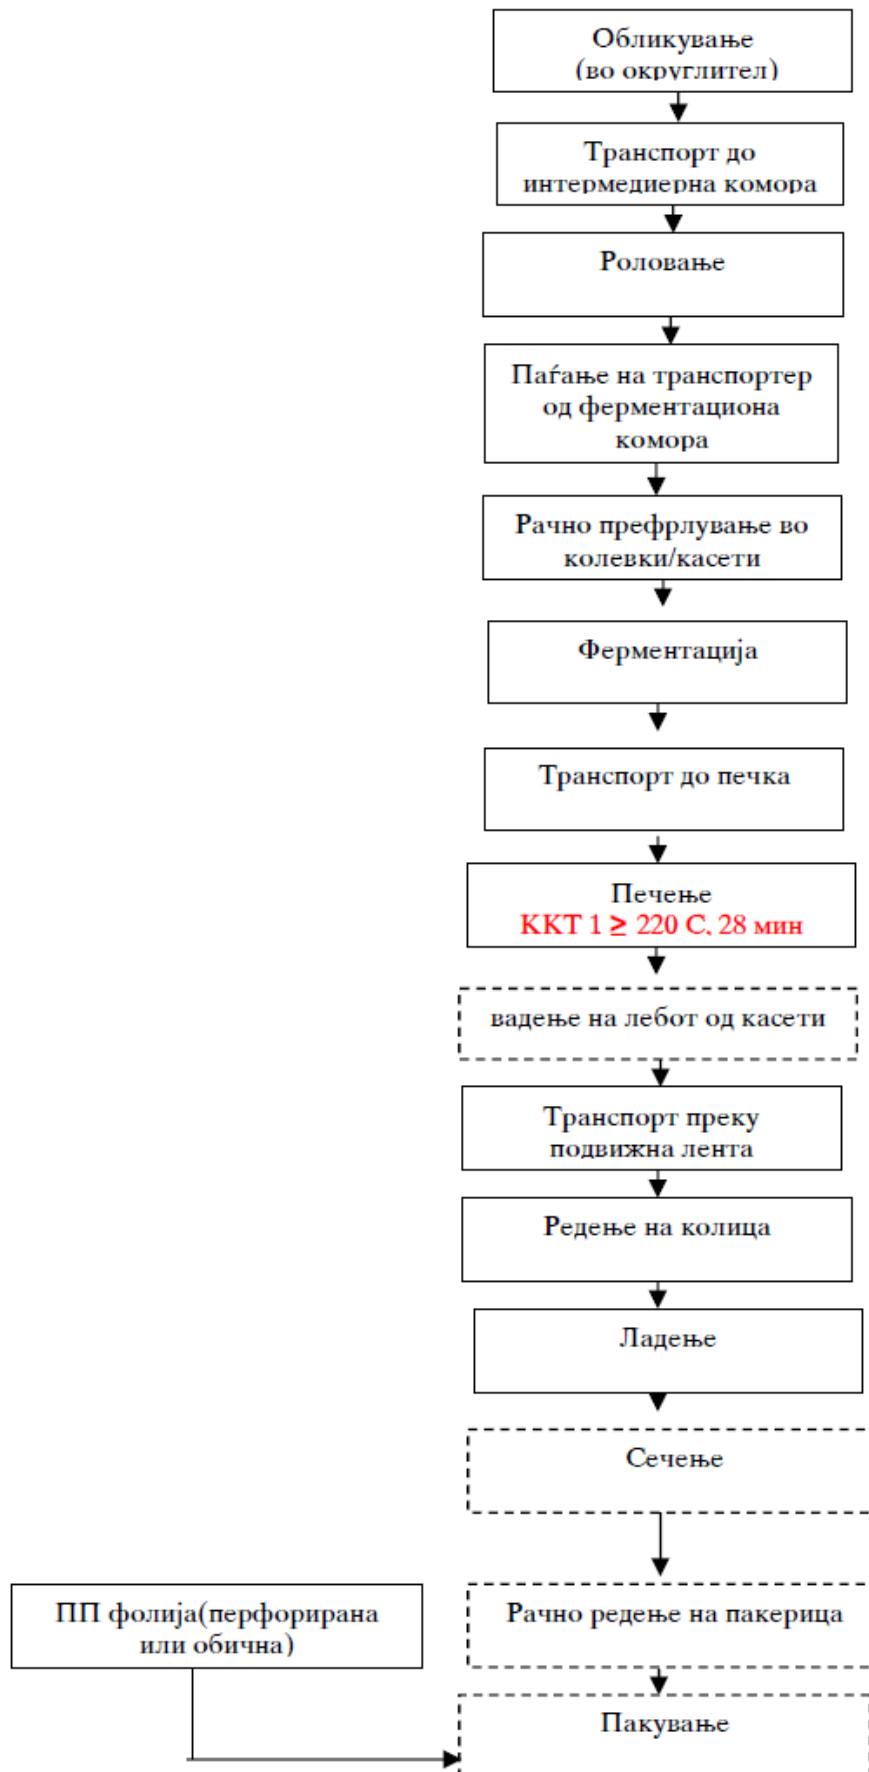 Обликување
(во округлител)
Транспорт до
интермедиерна комора
Роловање
Паѓање на транспортер
од ферментациона
комора
Рачно префрлување во
колевки/касети
Ферментација
Транспорт до печка
Печење
ККТ 1 ≥ 220 С, 28 мин
вадење на лебот од касети
Транспорт преку
подвижна лента
Редење на колица
Ладење
Сечење
ПП фолија(перфорирана
или обична)
Рачно редење на пакерица
Пакување